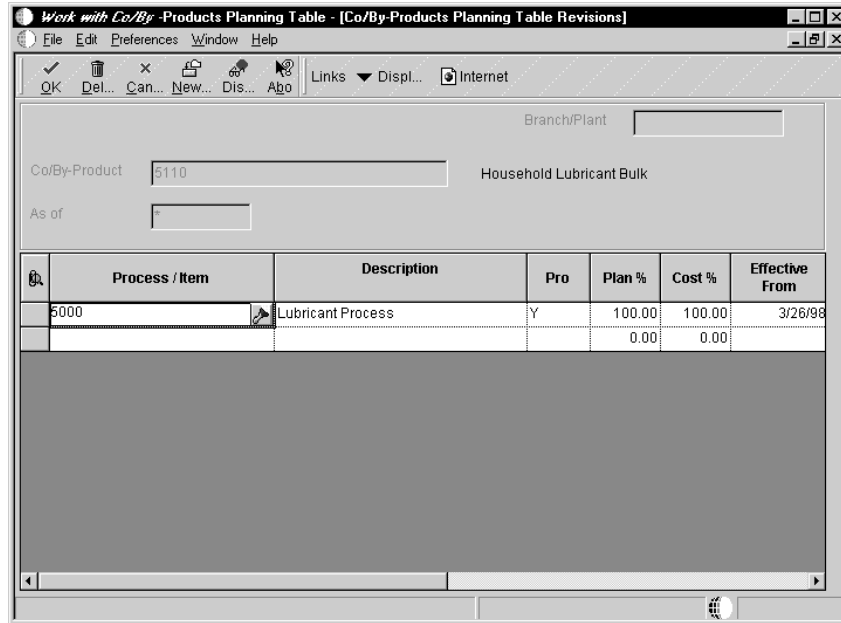 Work with Co/By -Products Planning Table - [Co/By-Products Planning Table Revisions]
File Edit Preferences Window Help
OK Del... Can... New... Dis... Abo Links Displ... Internet
Branch/Plant
Co/By-Product 5110 Household Lubricant Bulk
As of *
Process / Item Description Pro Plan % Cost % Effective From
5000 Lubricant Process Y 100.00 100.00 3/26/98
0.00 0.00